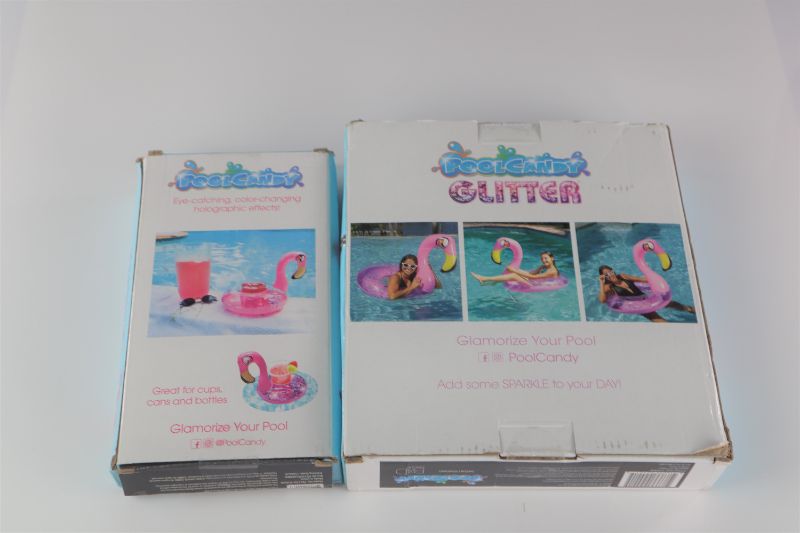 POOLCANDY
Eye-catching, color-changing
holographic effects!
Great for cups,
cans and bottles
Glamorize Your Pool
@PoolCandy
POOLCANDY
GLITTER
Glamorize Your Pool
PoolCandy
Add some SPARKLE to your DAY!
POOLCANDY